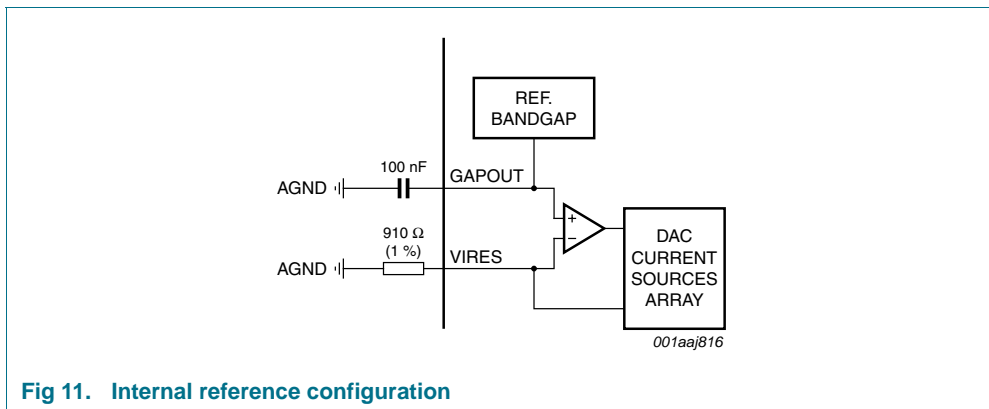 REF.
BANDGAP
100 nF
GAPOUT
AGND
+
−
910 Ω
(1 %)
VIRES
AGND
DAC
CURRENT
SOURCES
ARRAY
001aaj816
Fig 11. Internal reference configuration